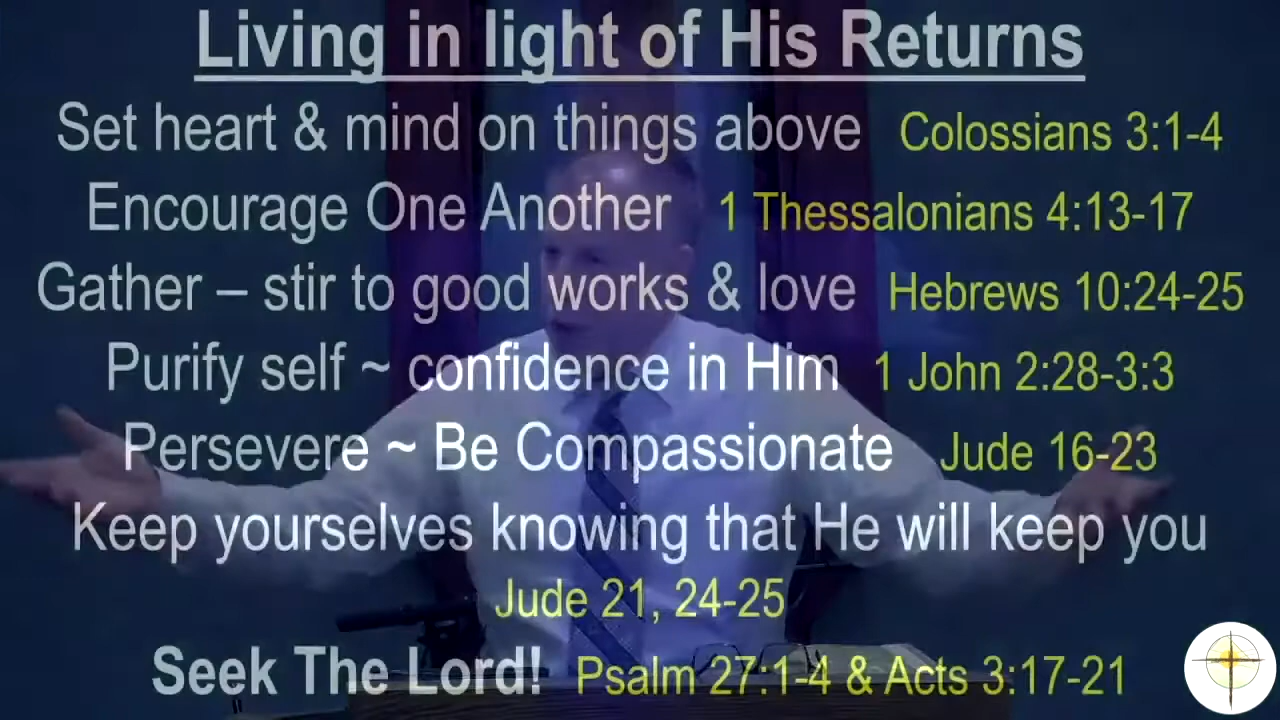 Living in light of His Returns
Set heart & mind on things above Colossians 3:1-4
Encourage One Another 1 Thessalonians 4:13-17
Gather – stir to good works & love Hebrews 10:24-25
Purify self ~ confidence in Him 1 John 2:28-3:3
Persevere ~ Be Compassionate Jude 16-23
Keep yourselves knowing that He will keep you
Jude 21, 24-25
Seek The Lord! Psalm 27:1-4 & Acts 3:17-21